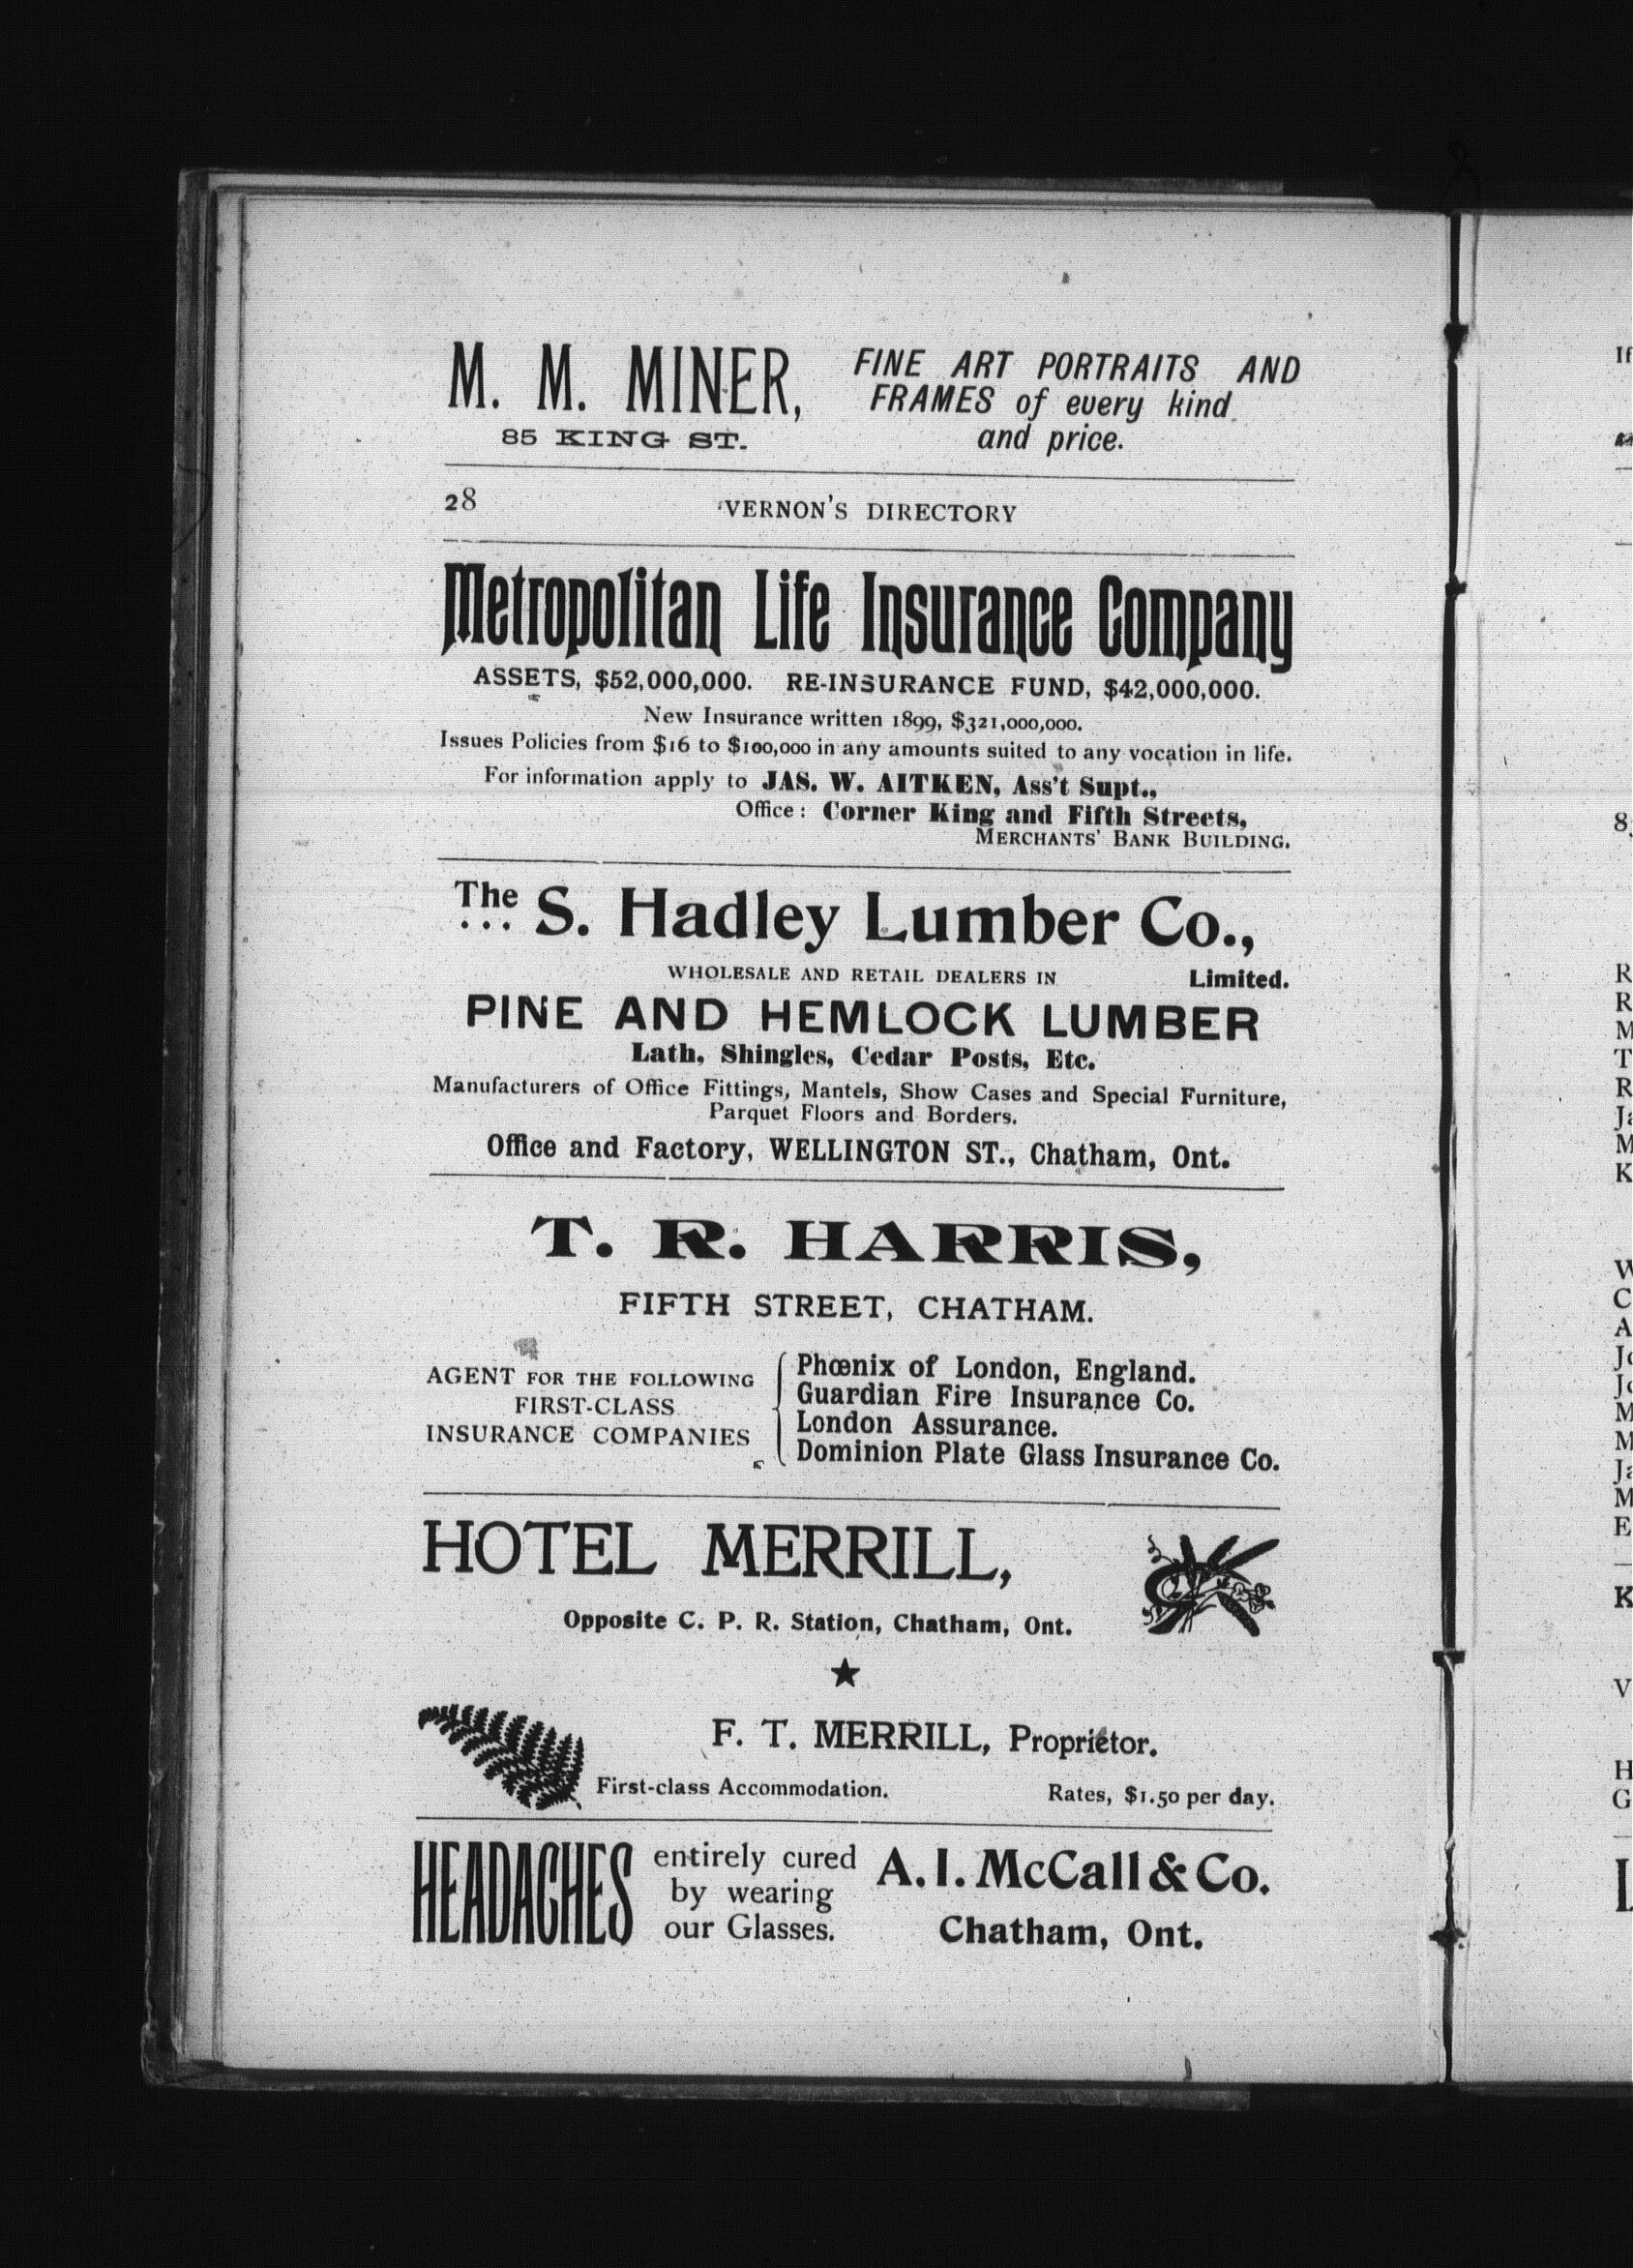 M. M. MINER,
85 KING ST.
FINE ART PORTRAITS AND
FRAMES of every kind
and price.
28
VERNON'S DIRECTORY
Metropolitan Life Insurance Company
ASSETS, $52,000,000. RE-INSURANCE FUND, $42,000,000.
New Insurance written 1899, $321,000,000.
Issues Policies from $16 to $100,000 in any amounts suited to any vocation in life.
For information apply to JAS. W. AITKEN, Ass't Supt.,
Office: Corner King and Fifth Streets,
MERCHANTS' BANK BUILDING.
The ... S. Hadley Lumber Co.,
WHOLESALE AND RETAIL DEALERS IN Limited.
PINE AND HEMLOCK LUMBER
Lath, Shingles, Cedar Posts, Etc.
Manufacturers of Office Fittings, Mantels, Show Cases and Special Furniture,
Parquet Floors and Borders.
Office and Factory, WELLINGTON ST., Chatham, Ont.
T. R. HARRIS,
FIFTH STREET, CHATHAM.
AGENT FOR THE FOLLOWING
FIRST-CLASS
INSURANCE COMPANIES
Phœnix of London, England.
Guardian Fire Insurance Co.
London Assurance.
Dominion Plate Glass Insurance Co.
HOTEL MERRILL,
Opposite C. P. R. Station, Chatham, Ont.
F. T. MERRILL, Proprietor.
First-class Accommodation. Rates, $1.50 per day.
HEADACHES
entirely cured
by wearing
our Glasses.
A. I. McCall & Co.
Chatham, Ont.